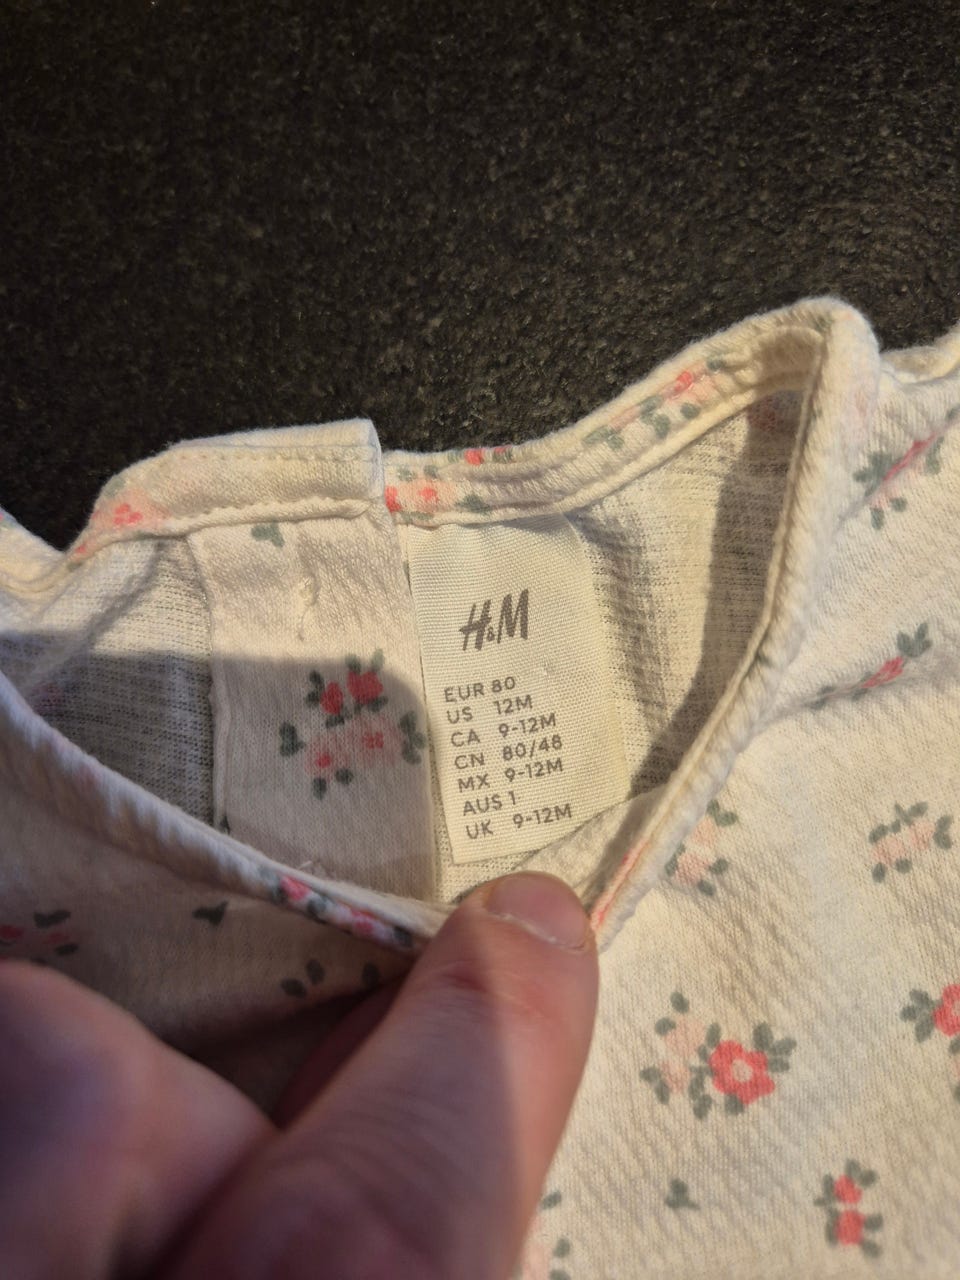 H&M
EUR 80
US 12M
CA 9-12M
CN 80/48
MX 9-12M
AUS 1
UK 9-12M